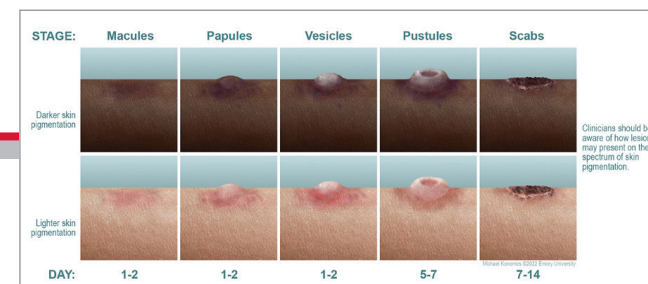 STAGE: Macules Papules Vesicles Pustules Scabs
Darker skin
pigmentation
Clinicians should be
aware of how lesion
may present on the
spectrum of skin
pigmentation.
Lighter skin
pigmentation
©2022 Emory University
DAY: 1-2 1-2 1-2 5-7 7-14